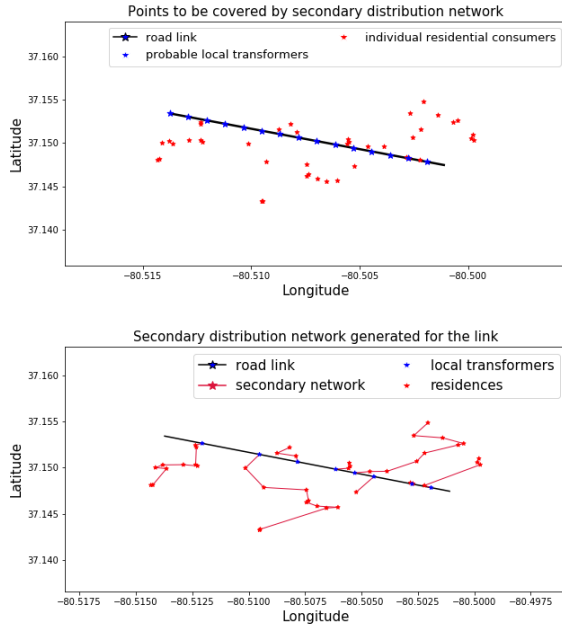 Points to be covered by secondary distribution network
road link
probable local transformers
individual residential consumers
37.160
37.155
37.150
37.145
37.140
Latitude
−80.515 −80.510 −80.505 −80.500
Longitude
Secondary distribution network generated for the link
road link
secondary network
local transformers
residences
37.160
37.155
37.150
37.145
37.140
Latitude
−80.5175 −80.5150 −80.5125 −80.5100 −80.5075 −80.5050 −80.5025 −80.5000 −80.4975
Longitude